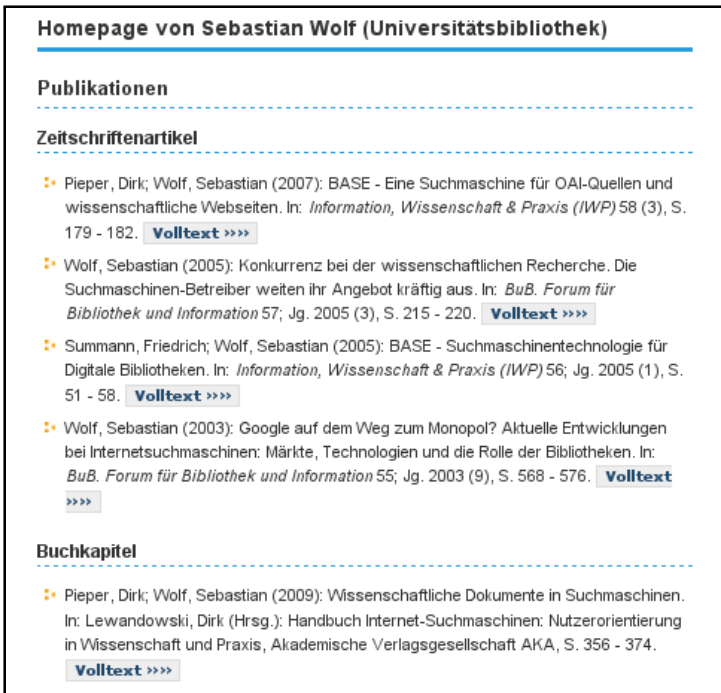 Homepage von Sebastian Wolf (Universitätsbibliothek)
Publikationen
Zeitschriftenartikel
Pieper, Dirk; Wolf, Sebastian (2007): BASE - Eine Suchmaschine für OAI-Quellen und
wissenschaftliche Webseiten. In: Information, Wissenschaft & Praxis (IWP) 58 (3), S.
179 - 182. Volltext »»
Wolf, Sebastian (2005): Konkurrenz bei der wissenschaftlichen Recherche. Die
Suchmaschinen-Betreiber weiten ihr Angebot kräftig aus. In: BuB. Forum für
Bibliothek und Information 57; Jg. 2005 (3), S. 215 - 220. Volltext »»
Summann, Friedrich; Wolf, Sebastian (2005): BASE - Suchmaschinentechnologie für
Digitale Bibliotheken. In: Information, Wissenschaft & Praxis (IWP) 56; Jg. 2005 (1), S.
51 - 58. Volltext »»
Wolf, Sebastian (2003): Google auf dem Weg zum Monopol? Aktuelle Entwicklungen
bei Internetsuchmaschinen: Märkte, Technologien und die Rolle der Bibliotheken. In:
BuB. Forum für Bibliothek und Information 55; Jg. 2003 (9), S. 568 - 576. Volltext
»»
Buchkapitel
Pieper, Dirk; Wolf, Sebastian (2009): Wissenschaftliche Dokumente in Suchmaschinen.
In: Lewandowski, Dirk (Hrsg.): Handbuch Internet-Suchmaschinen: Nutzerorientierung
in Wissenschaft und Praxis, Akademische Verlagsgesellschaft AKA, S. 356 - 374.
Volltext »»